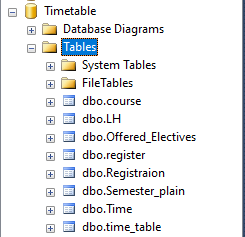 Timetable
Database Diagrams
Tables
System Tables
FileTables
dbo.course
dbo.LH
dbo.Offered_Electives
dbo.register
dbo.Registraion
dbo.Semester_plain
dbo.Time
dbo.time_table